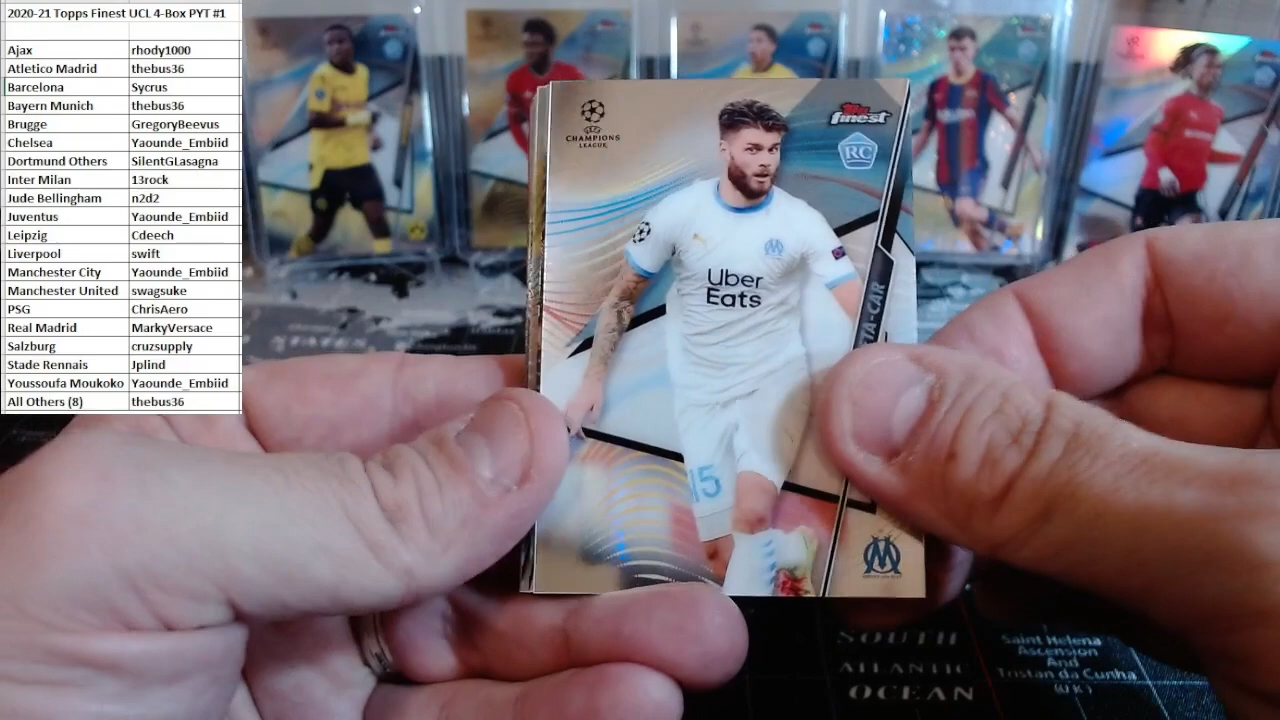 2020-21 Topps Finest UCL 4-Box PYT #1
Ajax rhody1000
Atletico Madrid thebus36
Barcelona Sycrus
Bayern Munich thebus36
Brugge GregoryBeevus
Chelsea Yaounde_Embiid
Dortmund Others SilentGLasagna
Inter Milan 13rock
Jude Bellingham n2d2
Juventus Yaounde_Embiid
Leipzig Cdeech
Liverpool swift
Manchester City Yaounde_Embiid
Manchester United swagsuke
PSG ChrisAero
Real Madrid MarkyVersace
Salzburg cruzsupply
Stade Rennais Jplind
Youssoufa Moukoko Yaounde_Embiid
All Others (8) thebus36
UEFA
CHAMPIONS
LEAGUE
Topps
finest
RC
Uber
Eats
15
TA-CAR
SOUTH
ATLANTIC
OCEAN
Saint Helena
Ascension
And
Tristan da Cunha
(U K)